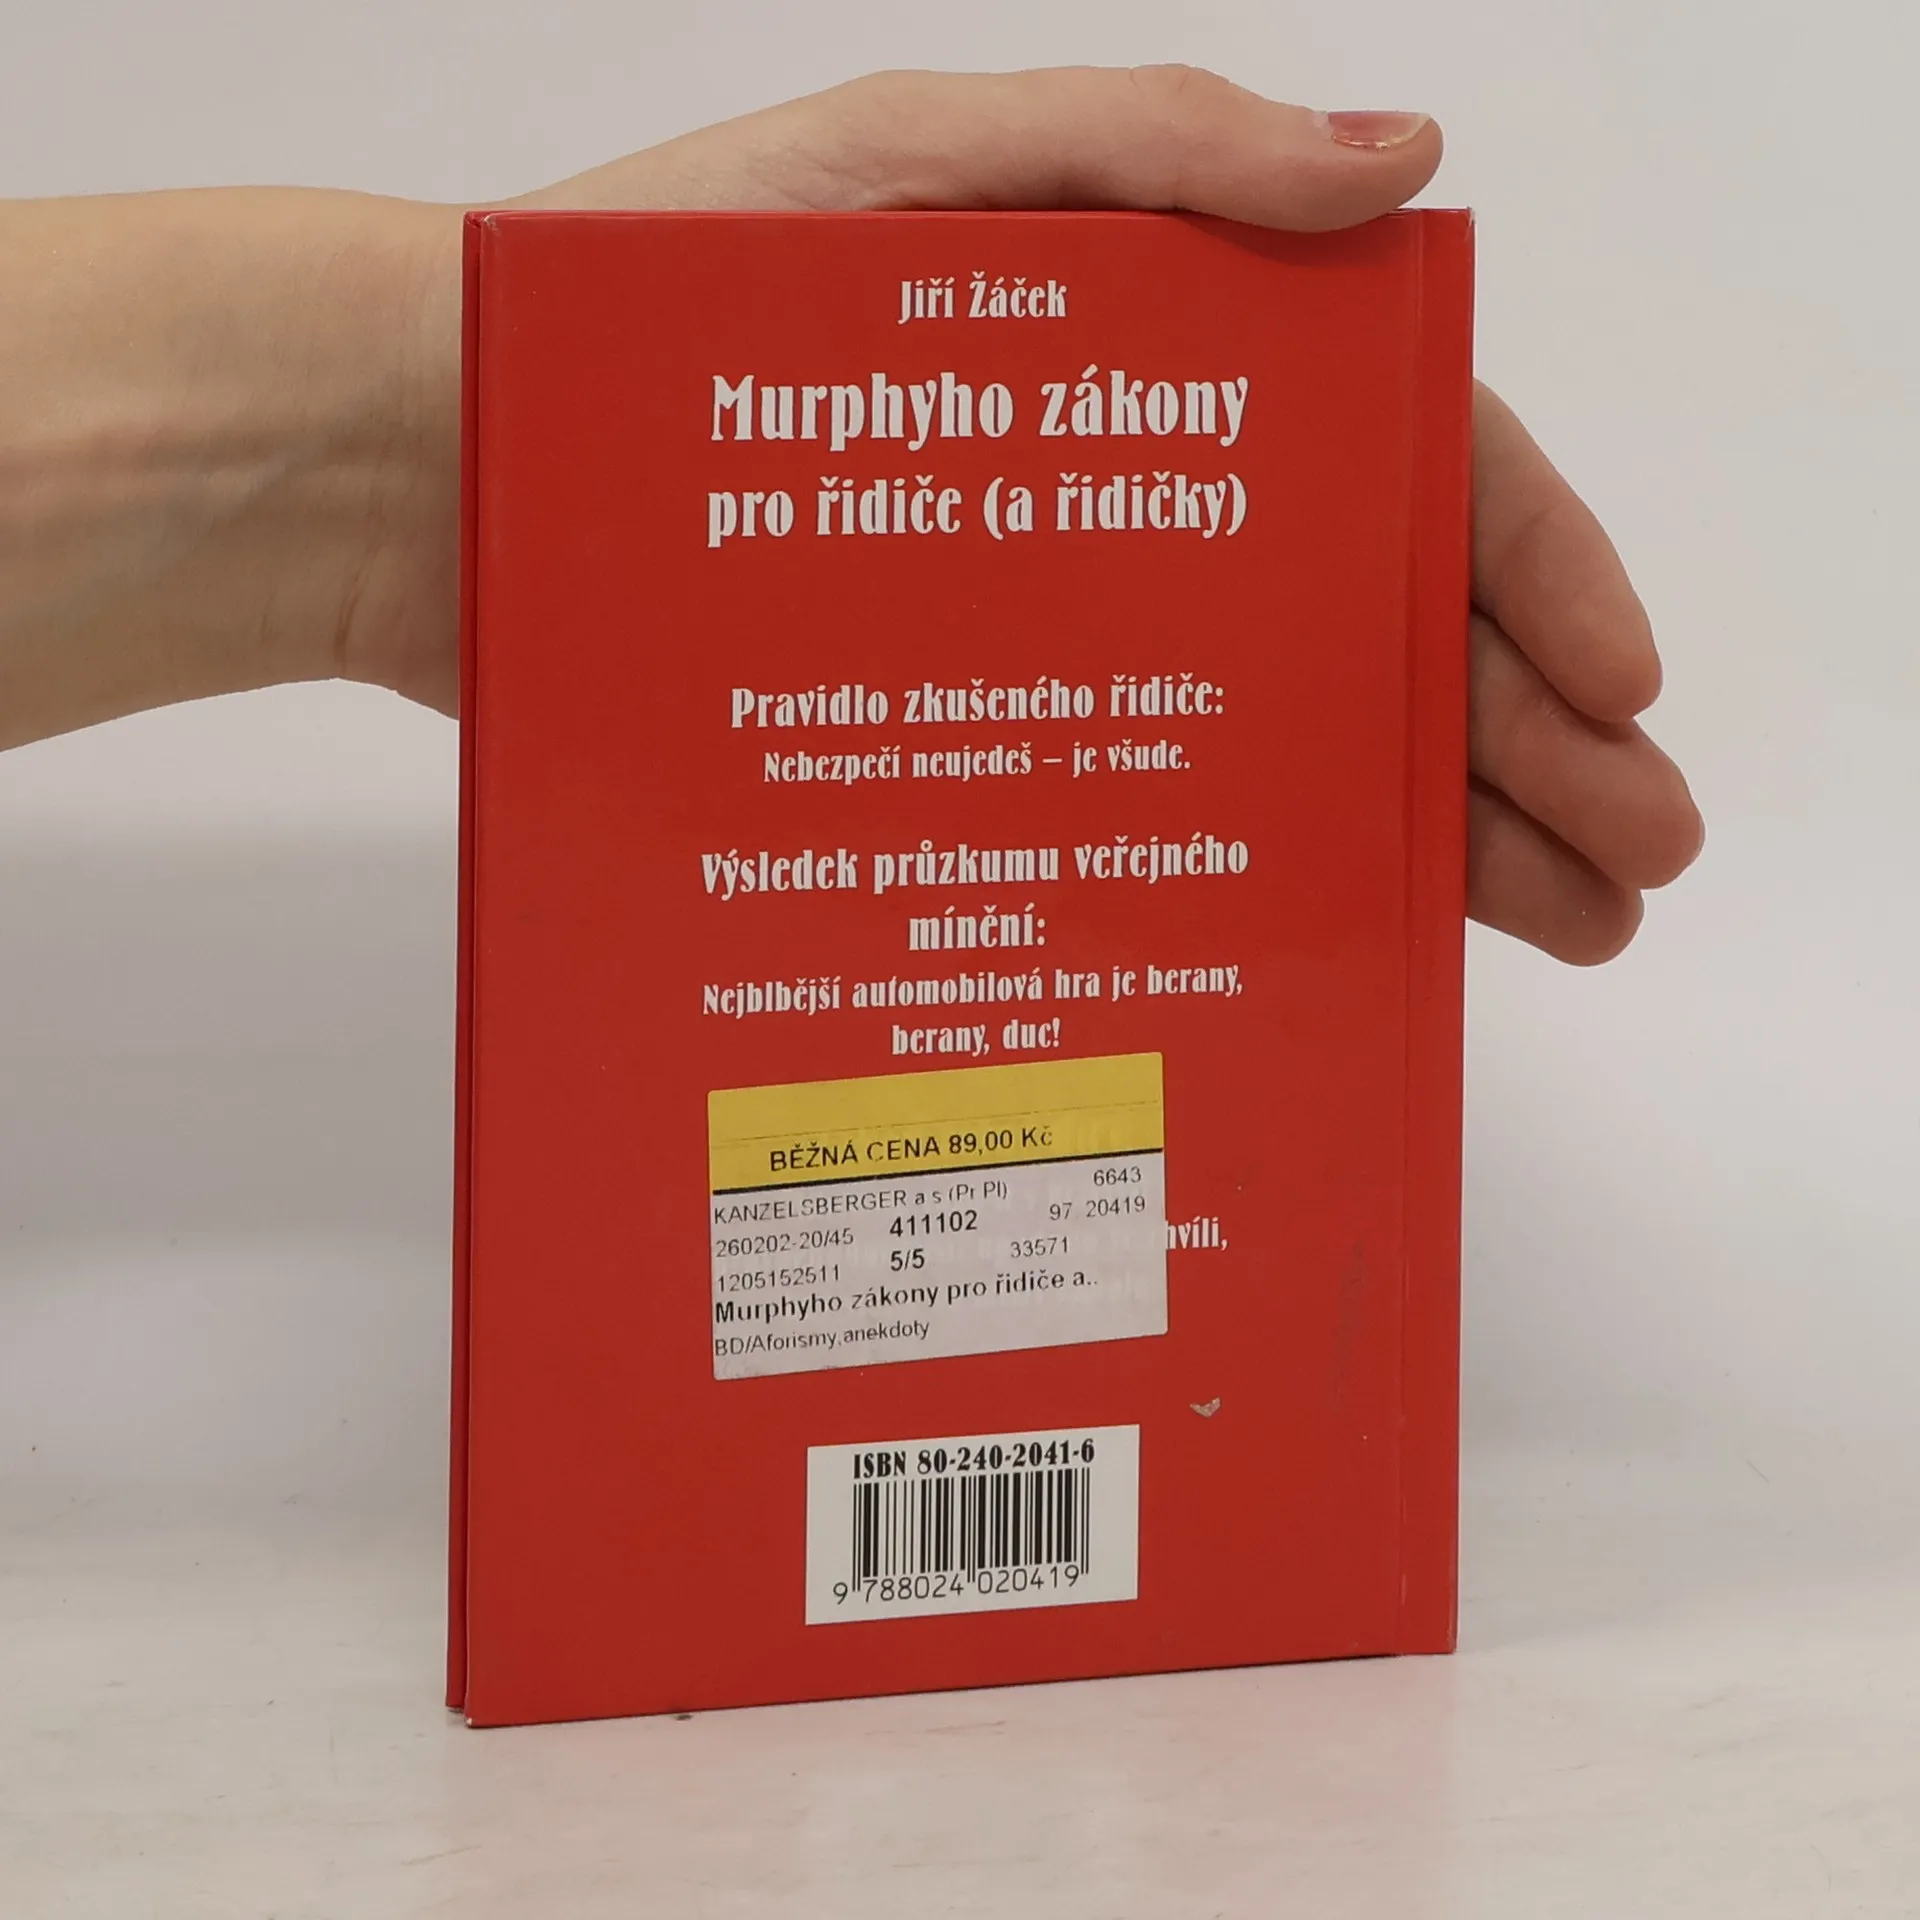 Jiří Žáček
Murphyho zákony
pro řidiče (a řidičky)
Pravidlo zkušeného řidiče:
Nebezpečí neujedeš – je všude.
Výsledek průzkumu veřejného
mínění:
Nejblbější automobilová hra je berany,
berany, duc!
BĚŽNÁ CENA 89,00 Kč
KANZELSBERGER a s (Pr Pl) 6643
260202-20/45 411102 97 20419
1205152511 5/5 33571
Murphyho zákony pro řidiče a..
BD/Aforismy,anekdoty
hvíli,
ISBN 80-240-2041-6
9 788024 020419